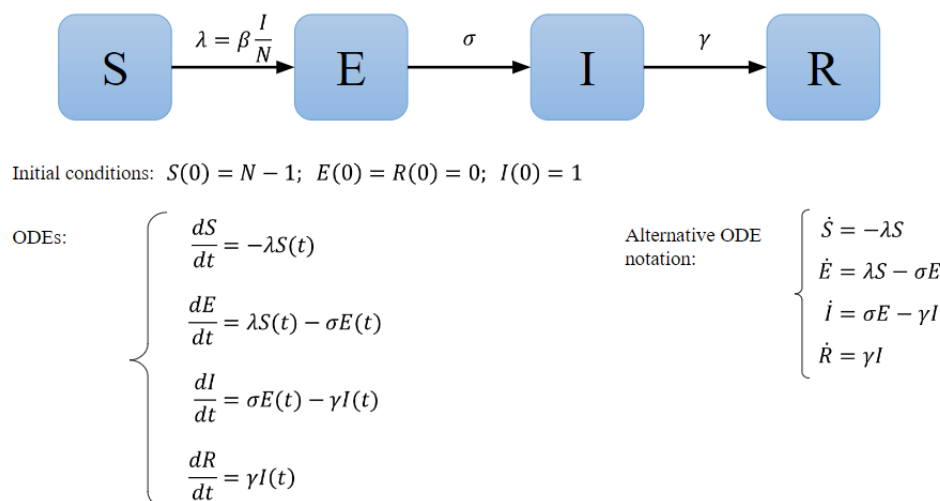 λ = β I/N
σ
γ
S
E
I
R
Initial conditions: S(0) = N − 1; E(0) = R(0) = 0; I(0) = 1
ODEs:
dS/dt = −λS(t)
dE/dt = λS(t) − σE(t)
dI/dt = σE(t) − γI(t)
dR/dt = γI(t)
Alternative ODE
notation:
Ṡ = −λS
Ė = λS − σE
İ = σE − γI
Ṙ = γI